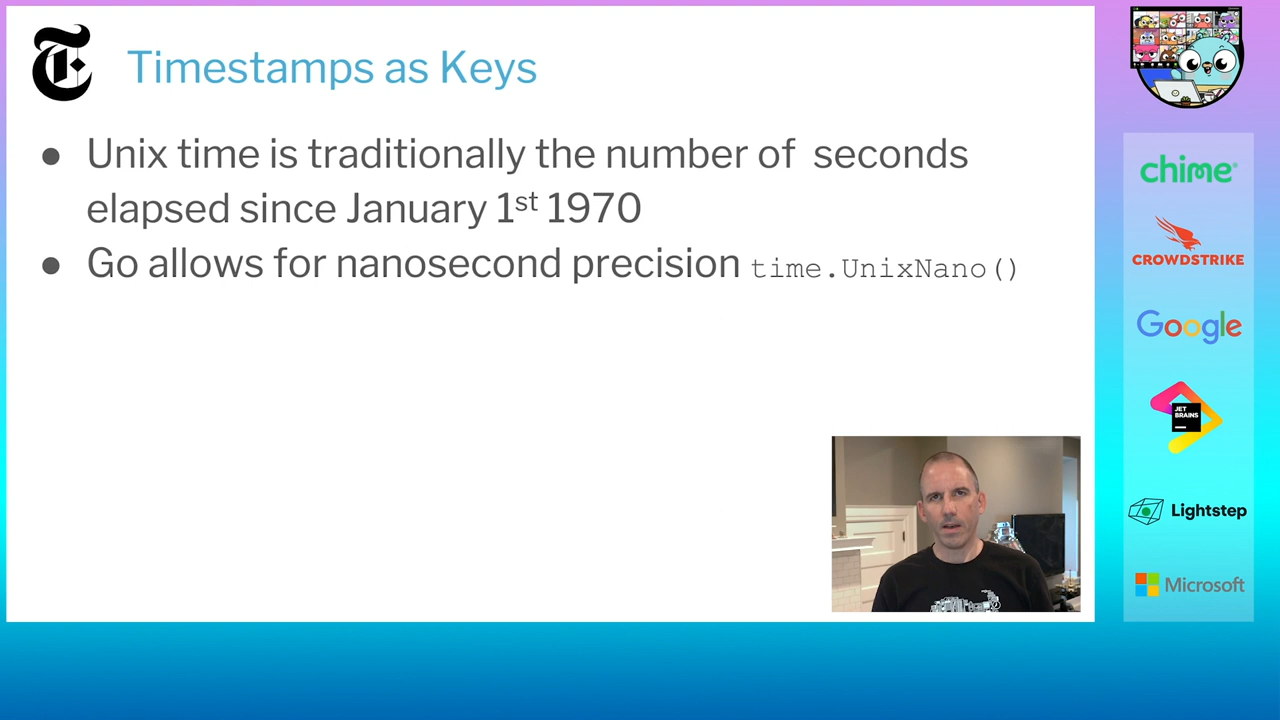 Timestamps as Keys
● Unix time is traditionally the number of seconds
elapsed since January 1st 1970
● Go allows for nanosecond precision time.UnixNano()
chime
CROWDSTRIKE
Google
JET
BRAINS
Lightstep
Microsoft